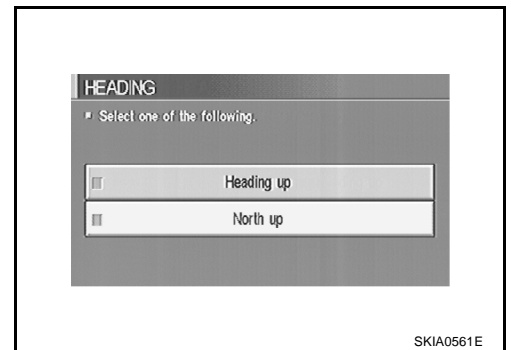 HEADING
Select one of the following.
Heading up
North up
SKIA0561E